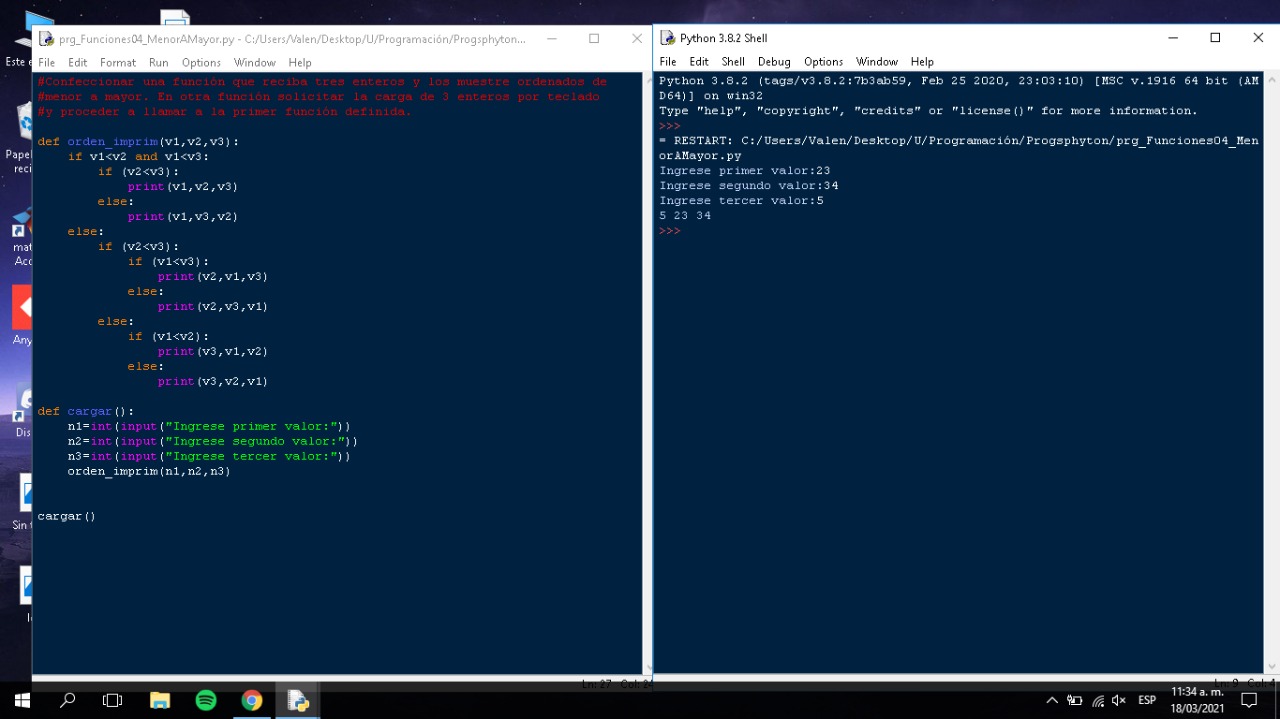 Este e
Papel
reci
mat
Acc
Any
Dis
Sin t
prg_Funciones04_MenorAMayor.py - C:/Users/Valen/Desktop/U/Programación/Progsphyton...
File Edit Format Run Options Window Help
#Confeccionar una función que reciba tres enteros y los muestre ordenados de
#menor a mayor. En otra función solicitar la carga de 3 enteros por teclado
#y proceder a llamar a la primer función definida.
def orden_imprim(v1,v2,v3):
    if v1<v2 and v1<v3:
        if (v2<v3):
            print(v1,v2,v3)
        else:
            print(v1,v3,v2)
    else:
        if (v2<v3):
            if (v1<v3):
                print(v2,v1,v3)
            else:
                print(v2,v3,v1)
        else:
            if (v1<v2):
                print(v3,v1,v2)
            else:
                print(v3,v2,v1)
def cargar():
    n1=int(input("Ingrese primer valor:"))
    n2=int(input("Ingrese segundo valor:"))
    n3=int(input("Ingrese tercer valor:"))
    orden_imprim(n1,n2,n3)
cargar()
Ln: 27 Col: 24
Python 3.8.2 Shell
File Edit Shell Debug Options Window Help
Python 3.8.2 (tags/v3.8.2:7b3ab59, Feb 25 2020, 23:03:10) [MSC v.1916 64 bit (AM
D64)] on win32
Type "help", "copyright", "credits" or "license()" for more information.
>>>
= RESTART: C:/Users/Valen/Desktop/U/Programación/Progsphyton/prg_Funciones04_Men
orAMayor.py
Ingrese primer valor:23
Ingrese segundo valor:34
Ingrese tercer valor:5
5 23 34
>>>
Ln: 9 Col: 4
ESP
11:34 a. m.
18/03/2021